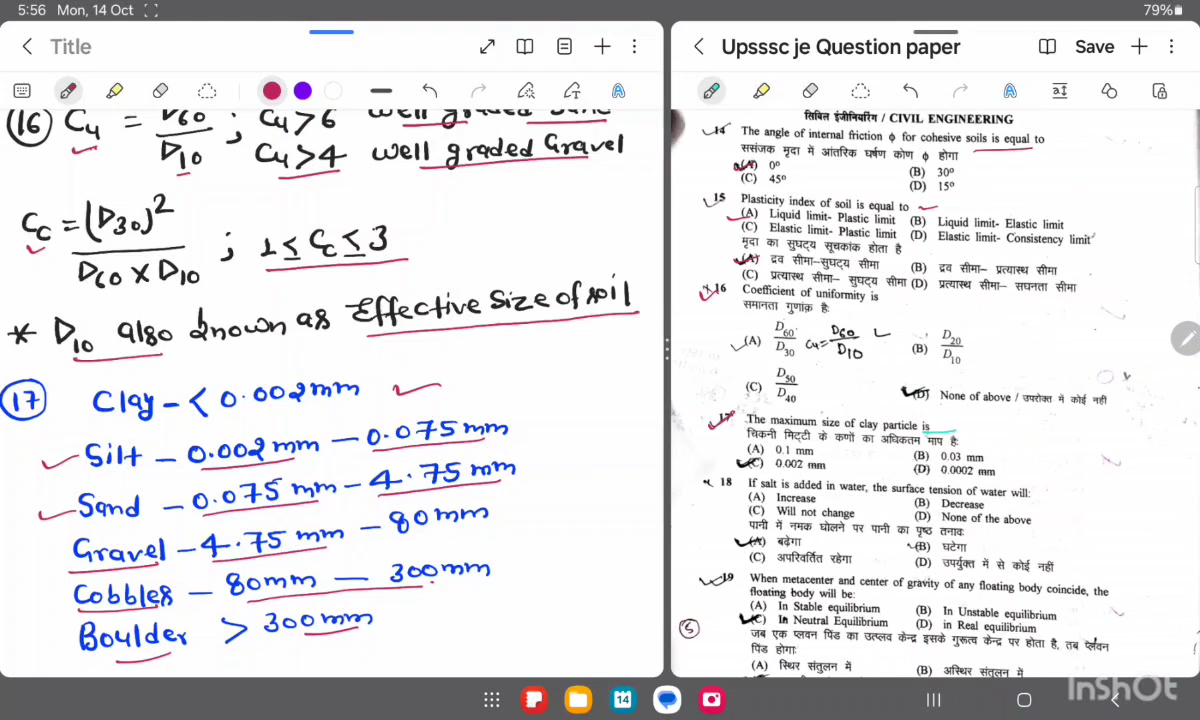 5:56 Mon, 14 Oct
79%
Title
(16) Cu = D60/D10 ; Cu>6 well graded Sand
Cu>4 well graded Gravel
Cc = (D30)²/D60 x D10 ; 1≤Cc≤3
* D10 also known as Effective Size of soil
(17) Clay - < 0.002mm
Silt - 0.002mm - 0.075mm
Sand - 0.075mm - 4.75mm
Gravel - 4.75mm - 80mm
Cobbles - 80mm - 300mm
Boulder > 300mm
Upsssc je Question paper
Save
सिविल इंजीनियरिंग / CIVIL ENGINEERING
14 The angle of internal friction ϕ for cohesive soils is equal to
ससंजक मृदा में आंतरिक घर्षण कोण ϕ होगा
(A) 0° (B) 30°
(C) 45° (D) 15°
15 Plasticity index of soil is equal to
(A) Liquid limit- Plastic limit (B) Liquid limit- Elastic limit
(C) Elastic limit- Plastic limit (D) Elastic limit- Consistency limit
मृदा का सुघट्य सूचकांक होता है
(A) द्रव सीमा-सुघट्य सीमा (B) द्रव सीमा- प्रत्यास्थ सीमा
(C) प्रत्यास्थ सीमा- सुघट्य सीमा (D) प्रत्यास्थ सीमा- सघनता सीमा
16 Coefficient of uniformity is
समानता गुणांक है:
(A) D60/D30 Cu = D60/D10 (B) D20/D10
(C) D50/D40 (D) None of above / उपरोक्त में कोई नहीं
17 The maximum size of clay particle is
चिकनी मिट्टी के कणों का अधिकतम माप है:
(A) 0.1 mm (B) 0.03 mm
(C) 0.002 mm (D) 0.0002 mm
18 If salt is added in water, the surface tension of water will:
(A) Increase (B) Decrease
(C) Will not change (D) None of the above
पानी में नमक घोलने पर पानी का पृष्ठ तनाव:
(A) बढ़ेगा (B) घटेगा
(C) अपरिवर्तित रहेगा (D) उपर्युक्त में से कोई नहीं
19 When metacenter and center of gravity of any floating body coincide, the
floating body will be:
(A) In Stable equilibrium (B) In Unstable equilibrium
(C) In Neutral Equilibrium (D) in Real equilibrium
(5) जब एक प्लवन पिंड का उत्प्लव केन्द्र इसके गुरूत्व केन्द्र पर होता है, तब प्लवन
पिंड होगा:
(A) स्थिर संतुलन में (B) अस्थिर संतुलन में
14
InShOt